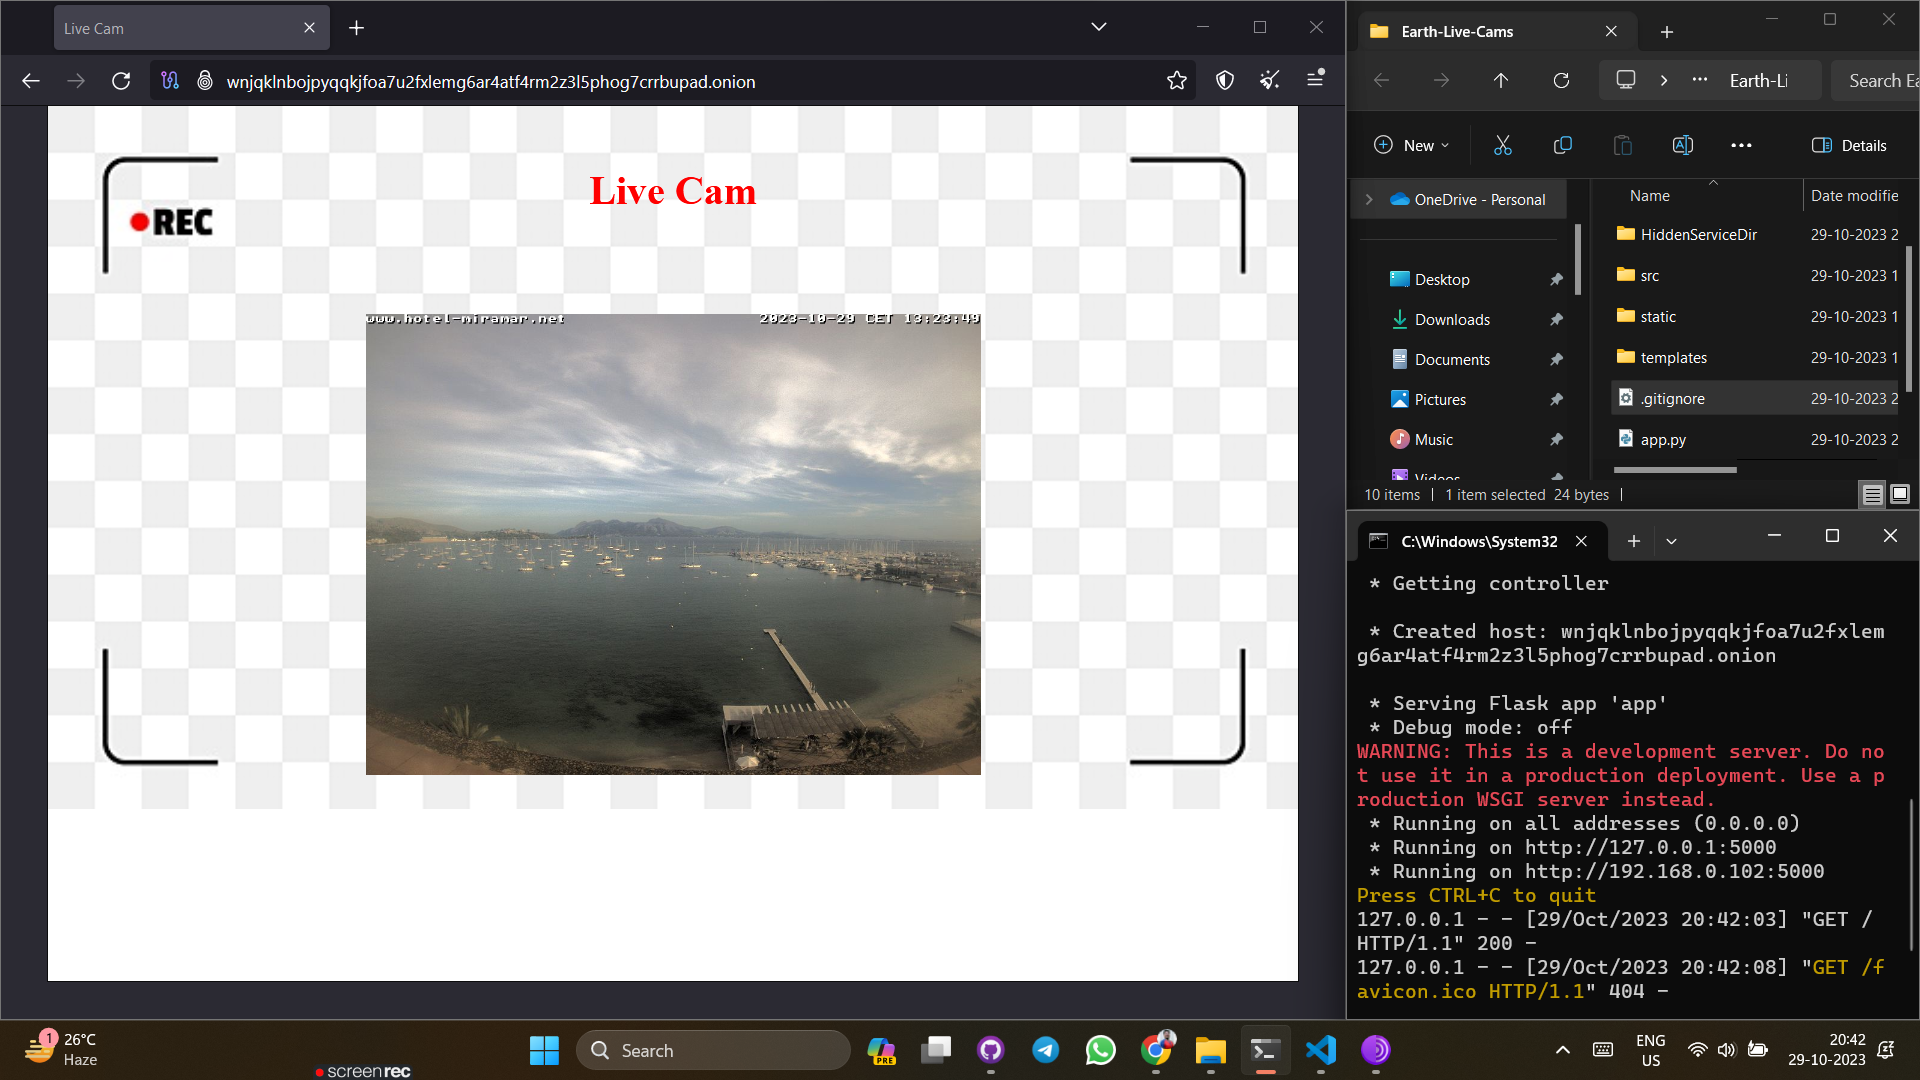 Live Cam
wnjqklnbojpyqqkjfoa7u2fxlemg6ar4atf4rm2z3l5phog7crrbupad.onion
REC
Live Cam
www.hotel-miramar.net
2023-10-29 CET 13:23:49
Earth-Live-Cams
Earth-Li
Search Ea
New
Details
OneDrive - Personal
Desktop
Downloads
Documents
Pictures
Music
Videos
Name
Date modifie
HiddenServiceDir 29-10-2023 2
src 29-10-2023 1
static 29-10-2023 1
templates 29-10-2023 1
.gitignore 29-10-2023 2
app.py 29-10-2023 2
10 items
1 item selected 24 bytes
C:\Windows\System32
* Getting controller
* Created host: wnjqklnbojpyqqkjfoa7u2fxlem
g6ar4atf4rm2z3l5phog7crrbupad.onion
* Serving Flask app 'app'
* Debug mode: off
WARNING: This is a development server. Do no
t use it in a production deployment. Use a p
roduction WSGI server instead.
* Running on all addresses (0.0.0.0)
* Running on http://127.0.0.1:5000
* Running on http://192.168.0.102:5000
Press CTRL+C to quit
127.0.0.1 - - [29/Oct/2023 20:42:03] "GET /
HTTP/1.1" 200 -
127.0.0.1 - - [29/Oct/2023 20:42:08] "GET /f
avicon.ico HTTP/1.1" 404 -
1
26°C
Haze
screenrec
Search
PRE
ENG
US
20:42
29-10-2023